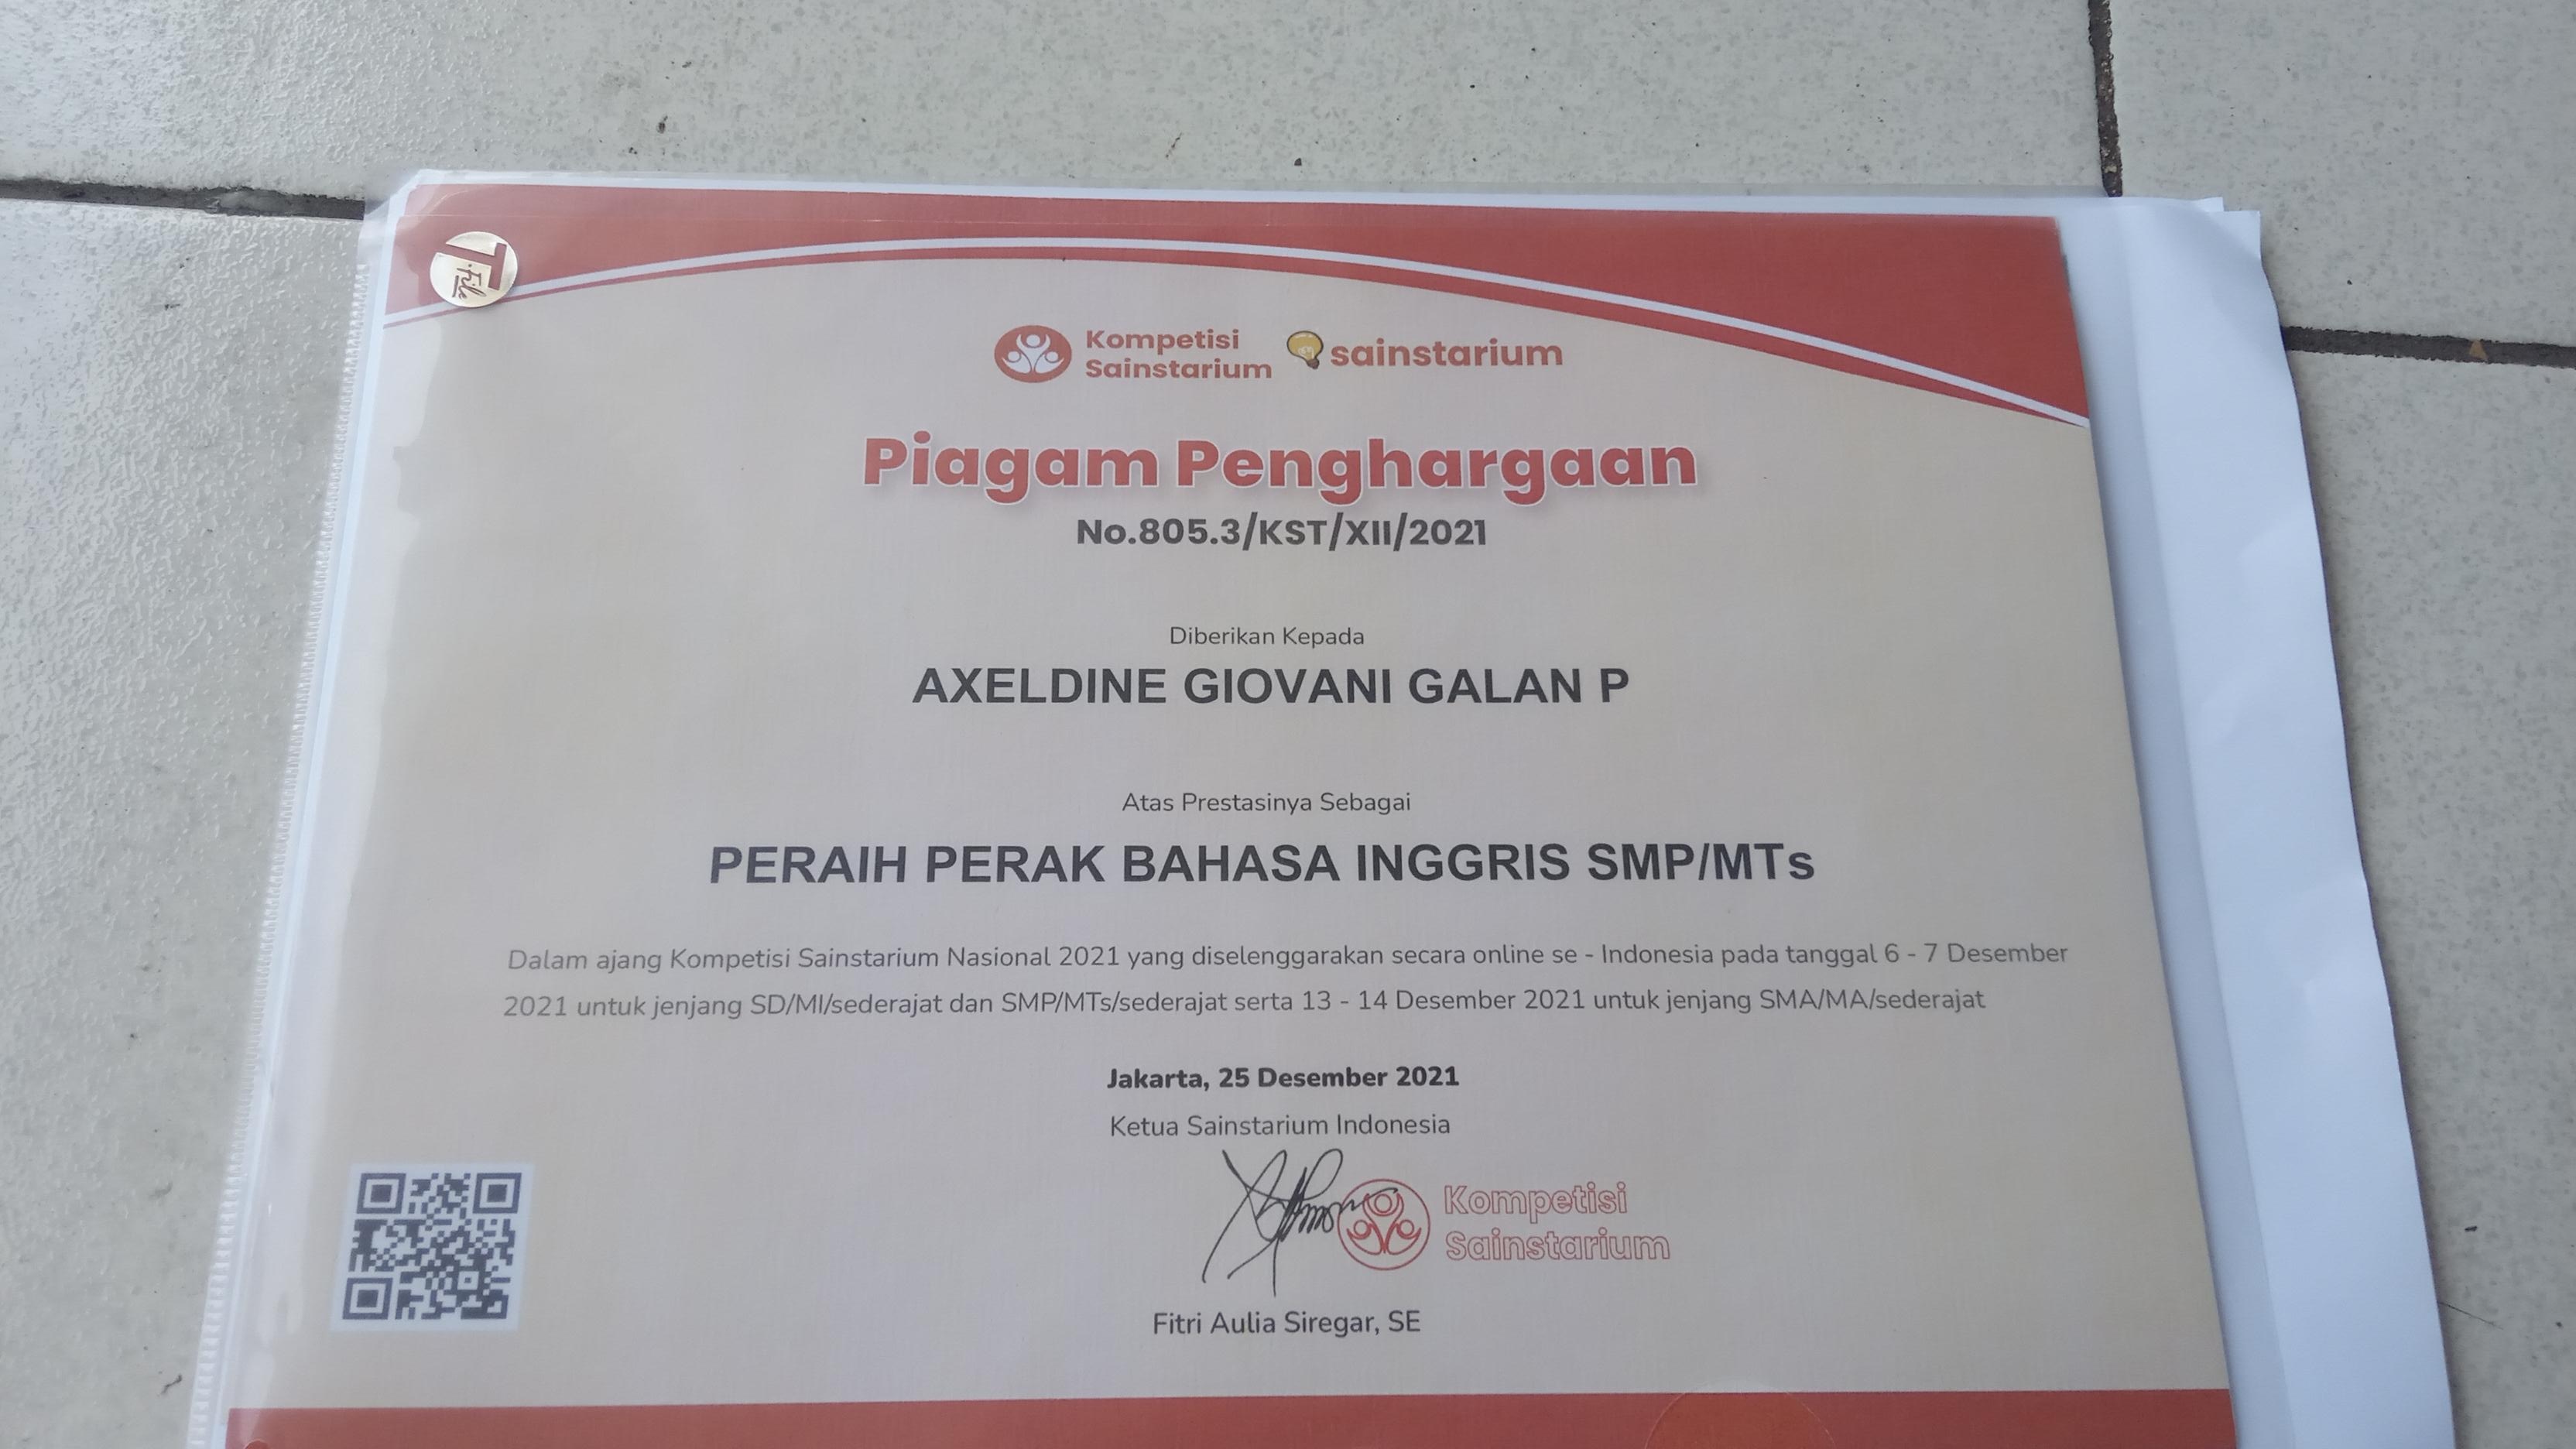 T
File
Kompetisi
Sainstarium
sainstarium
Piagam Penghargaan
No.805.3/KST/XII/2021
Diberikan Kepada
AXELDINE GIOVANI GALAN P
Atas Prestasinya Sebagai
PERAIH PERAK BAHASA INGGRIS SMP/MTs
Dalam ajang Kompetisi Sainstarium Nasional 2021 yang diselenggarakan secara online se - Indonesia pada tanggal 6 - 7 Desember
2021 untuk jenjang SD/MI/sederajat dan SMP/MTs/sederajat serta 13 - 14 Desember 2021 untuk jenjang SMA/MA/sederajat
Jakarta, 25 Desember 2021
Ketua Sainstarium Indonesia
Kompetisi
Sainstarium
Fitri Aulia Siregar, SE